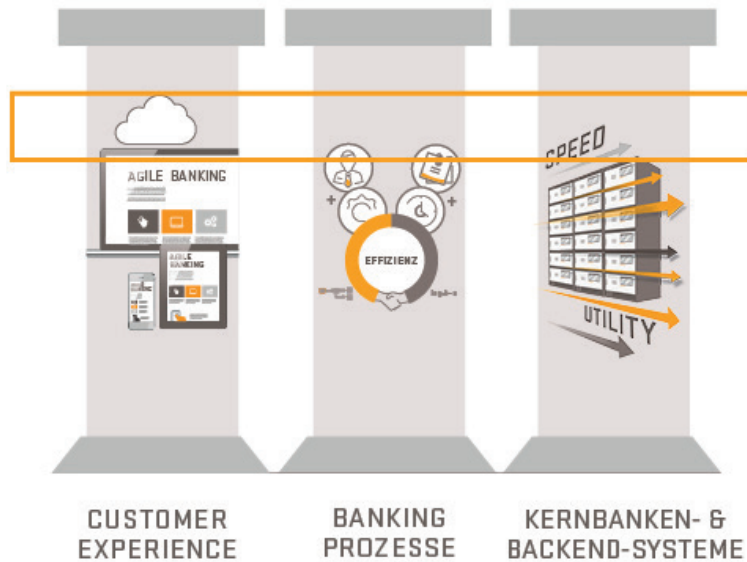 AGILE BANKING
AGILE
BANKING
EFFIZIENZ
SPEED
UTILITY
CUSTOMER
EXPERIENCE
BANKING
PROZESSE
KERNBANKEN- &
BACKEND-SYSTEME